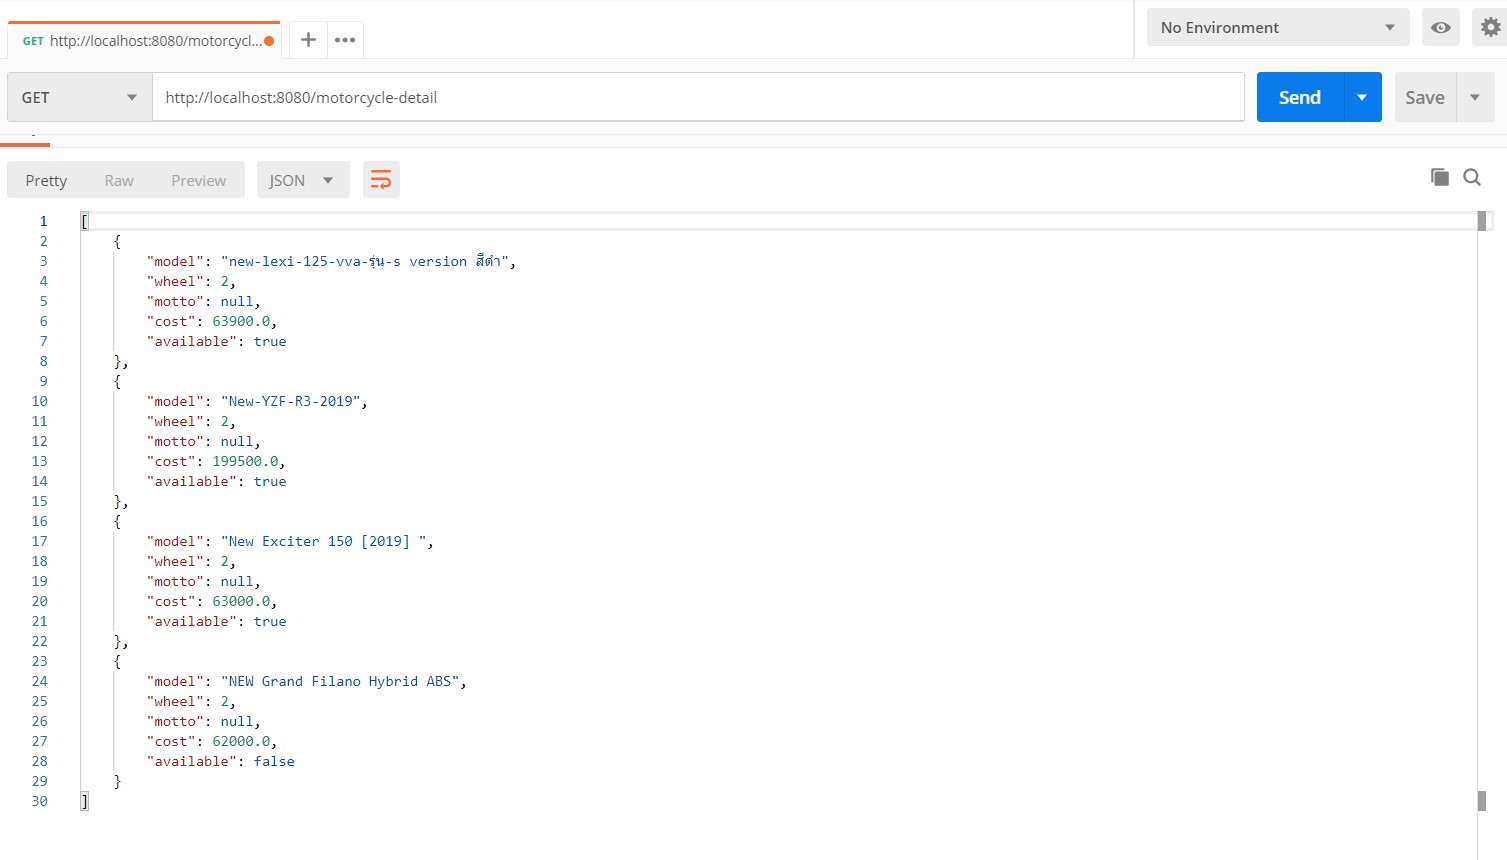 GET http://localhost:8080/motorcycl...
No Environment
GET http://localhost:8080/motorcycle-detail Send Save
Pretty Raw Preview JSON
1 [
2 {
3 "model": "new-lexi-125-vva-รุ่น-s version สีดำ",
4 "wheel": 2,
5 "motto": null,
6 "cost": 63900.0,
7 "available": true
8 },
9 {
10 "model": "New-YZF-R3-2019",
11 "wheel": 2,
12 "motto": null,
13 "cost": 199500.0,
14 "available": true
15 },
16 {
17 "model": "New Exciter 150 [2019] ",
18 "wheel": 2,
19 "motto": null,
20 "cost": 63000.0,
21 "available": true
22 },
23 {
24 "model": "NEW Grand Filano Hybrid ABS",
25 "wheel": 2,
26 "motto": null,
27 "cost": 62000.0,
28 "available": false
29 }
30 ]